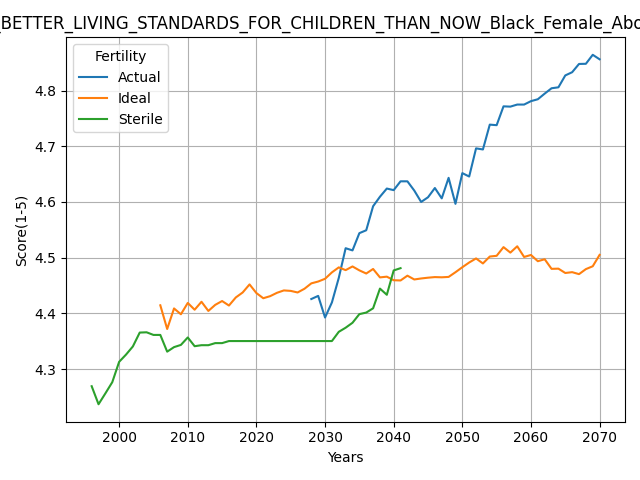 _BETTER_LIVING_STANDARDS_FOR_CHILDREN_THAN_NOW_Black_Female_Abo
Fertility
Actual
Ideal
Sterile
Score(1-5)
4.8
4.7
4.6
4.5
4.4
4.3
2000 2010 2020 2030 2040 2050 2060 2070
Years